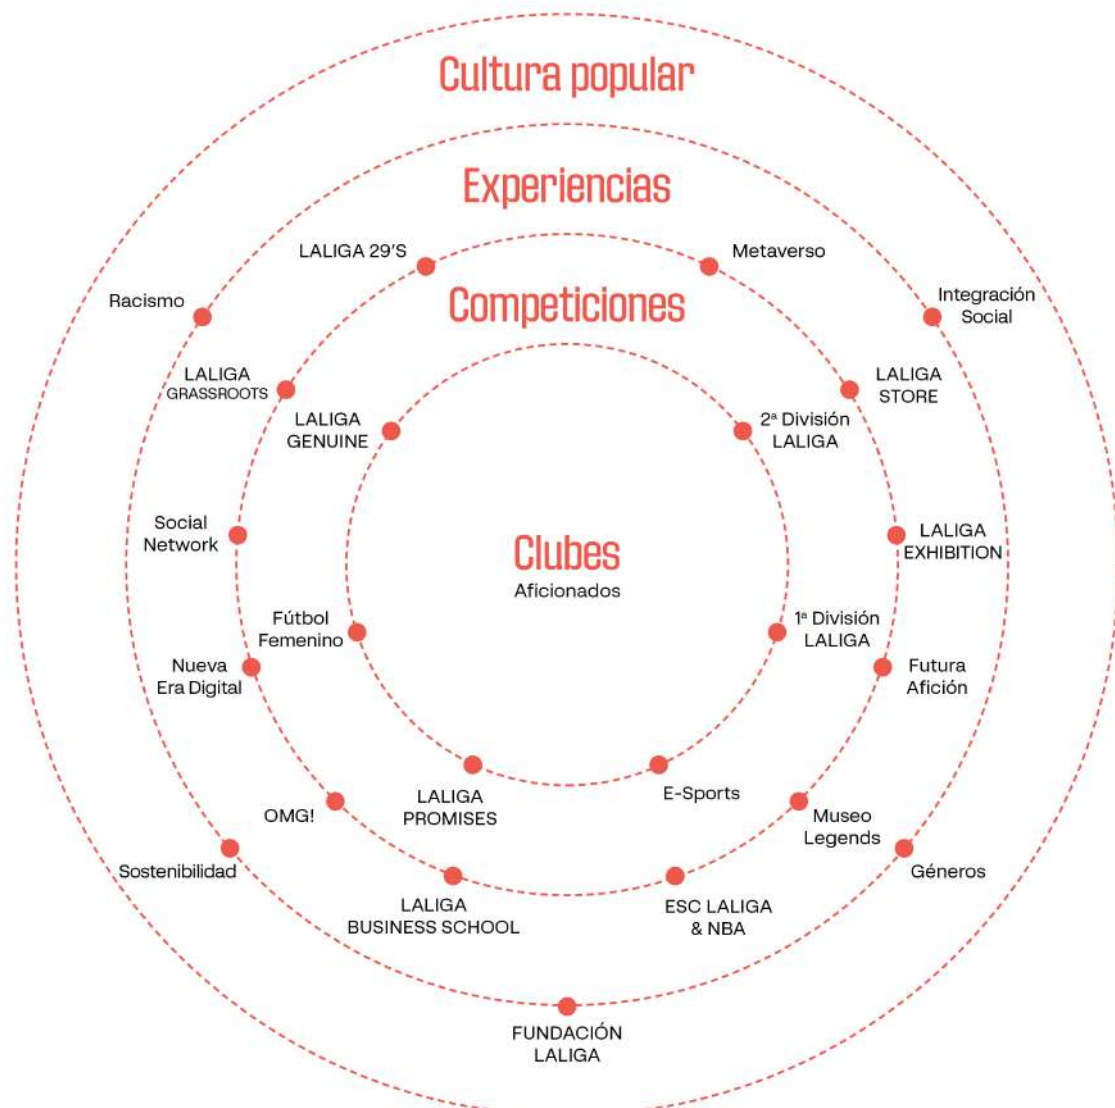 Cultura popular
Experiencias
LALIGA 29'S
Metaverso
Racismo
Competiciones
Integración
Social
LALIGA
GRASSROOTS
LALIGA
STORE
LALIGA
GENUINE
2ª División
LALIGA
Social
Network
Clubes
Aficionados
LALIGA
EXHIBITION
Fútbol
Femenino
1ª División
LALIGA
Nueva
Era Digital
Futura
Afición
OMG!
LALIGA
PROMISES
E-Sports
Museo
Legends
Sostenibilidad
Géneros
LALIGA
BUSINESS SCHOOL
ESC LALIGA
& NBA
FUNDACIÓN
LALIGA